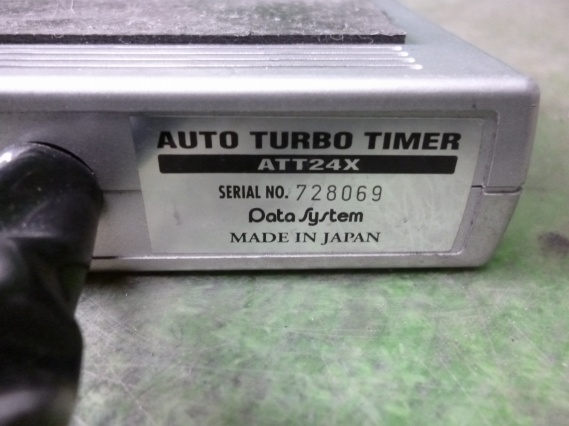 AUTO TURBO TIMER
ATT24X
SERIAL NO. 728069
Data System
MADE IN JAPAN